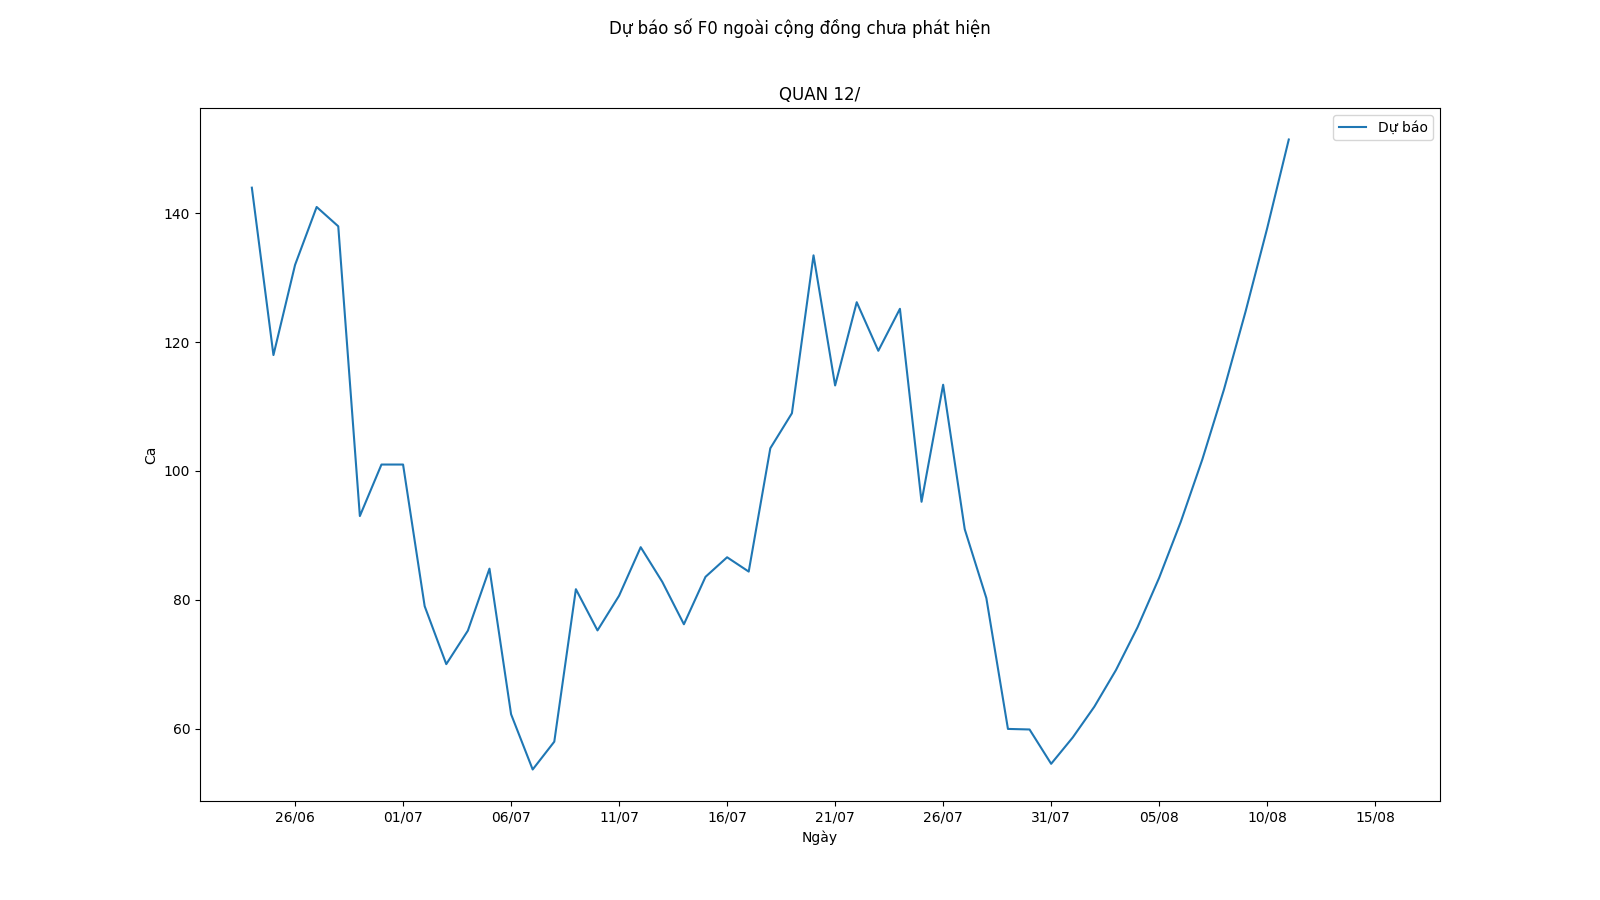 Dự báo số F0 ngoài cộng đồng chưa phát hiện
QUAN 12/
Dự báo
140
120
100
80
60
Ca
26/06 01/07 06/07 11/07 16/07 21/07 26/07 31/07 05/08 10/08 15/08
Ngày